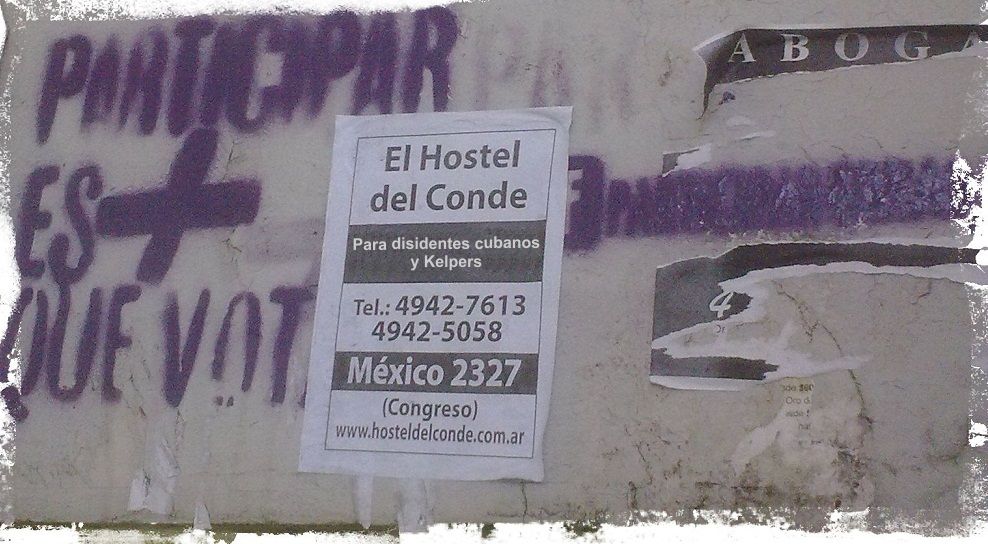 PARTICIPAR
ES +
QUE VOT
El Hostel
del Conde
Para disidentes cubanos
y Kelpers
Tel.: 4942-7613
4942-5058
México 2327
(Congreso)
www.hosteldelconde.com.ar
ABOGA
4